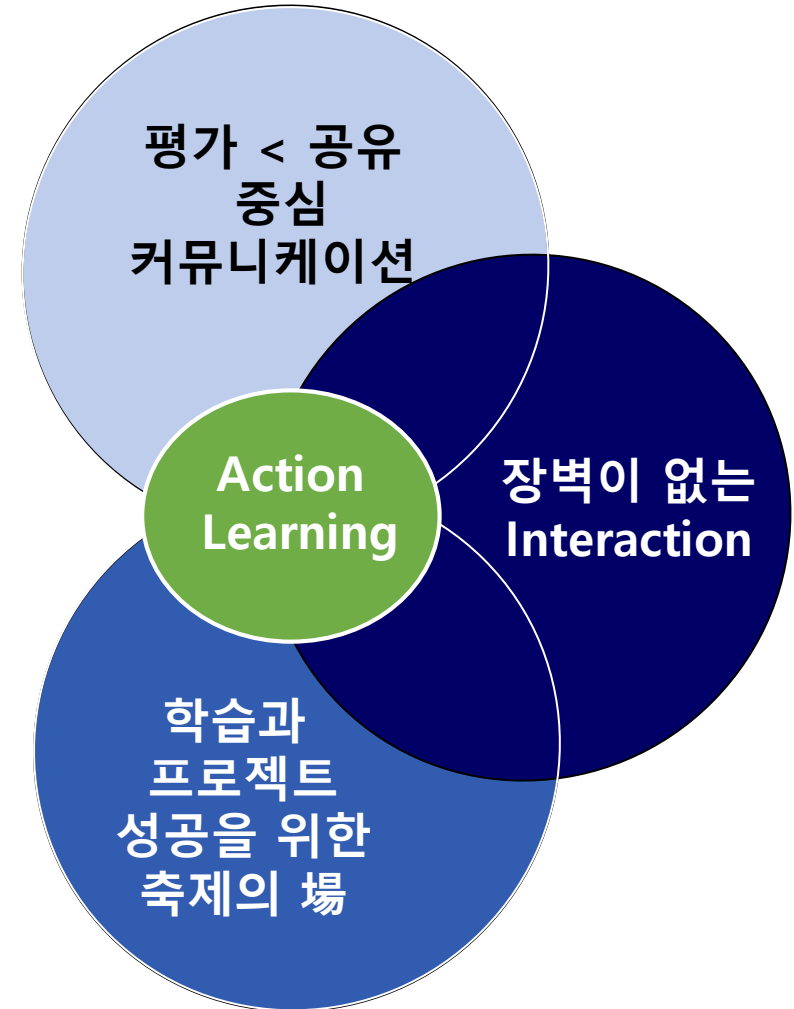 평가 < 공유
중심
커뮤니케이션
Action
Learning
장벽이 없는
Interaction
학습과
프로젝트
성공을 위한
축제의 場